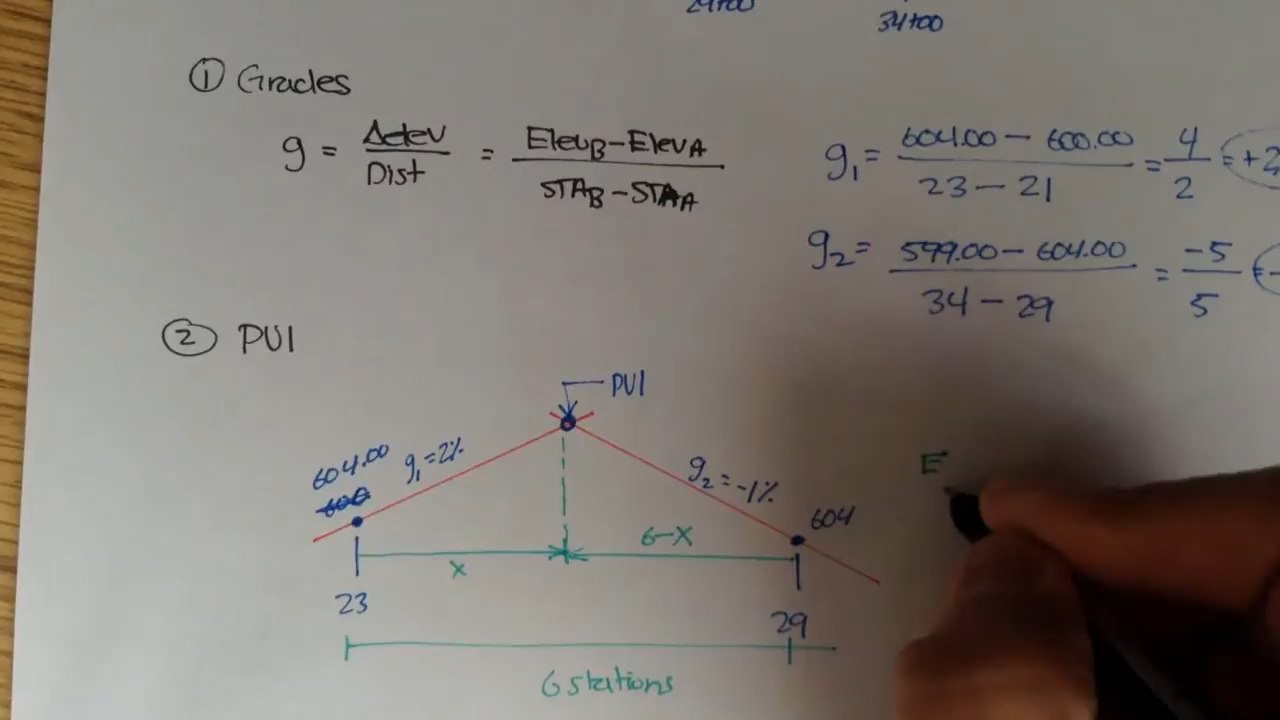 34+00
① Grades
g = Δelev / Dist = ElevB - ElevA / STAB - STAA
g1 = 604.00 - 600.00 / 23 - 21 = 4 / 2 = +2
g2 = 599.00 - 604.00 / 34 - 29 = -5 / 5 = -
② PVI
PVI
604.00
600
g1 = 2%
g2 = -1%
604
E
x
6-x
23
29
6 stations